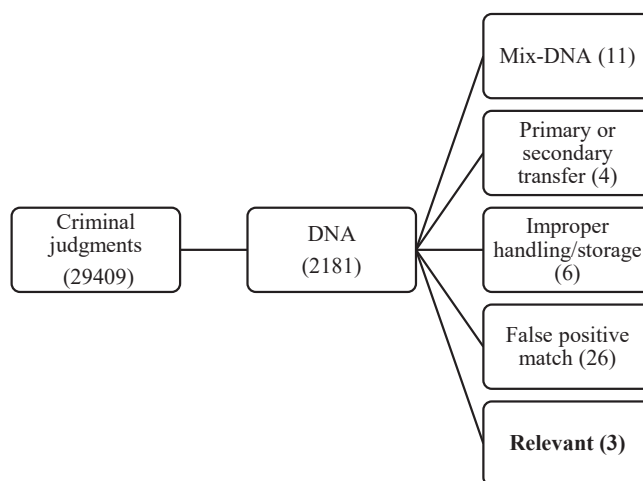 Criminal
judgments
(29409)
DNA
(2181)
Mix-DNA (11)
Primary or
secondary
transfer (4)
Improper
handling/storage
(6)
False positive
match (26)
Relevant (3)